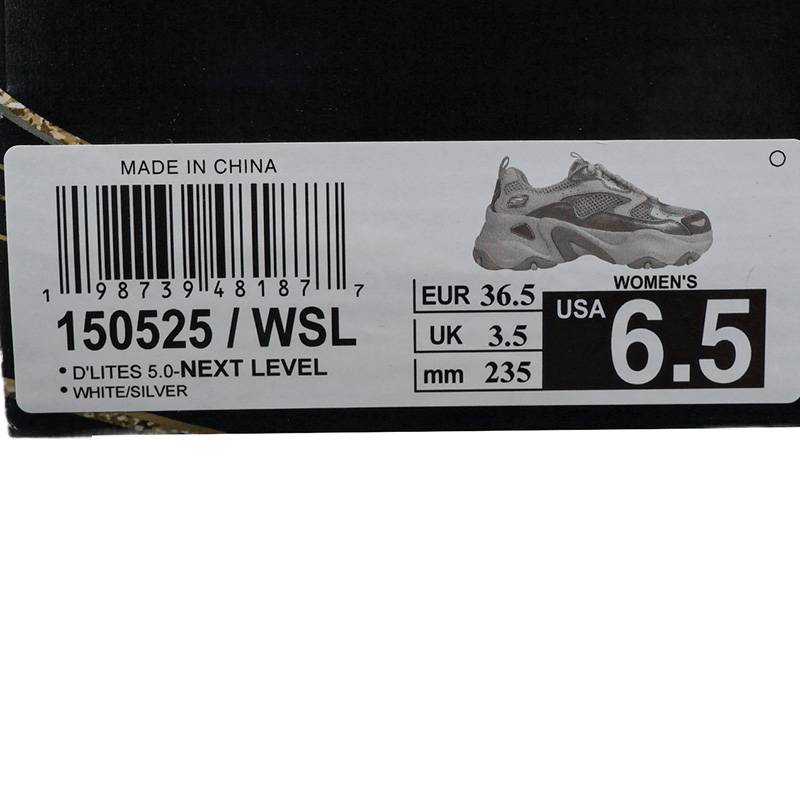 MADE IN CHINA
1 98739 48187 7
150525 / WSL
• D'LITES 5.0-NEXT LEVEL
• WHITE/SILVER
WOMEN'S
EUR 36.5
UK 3.5
mm 235
USA 6.5